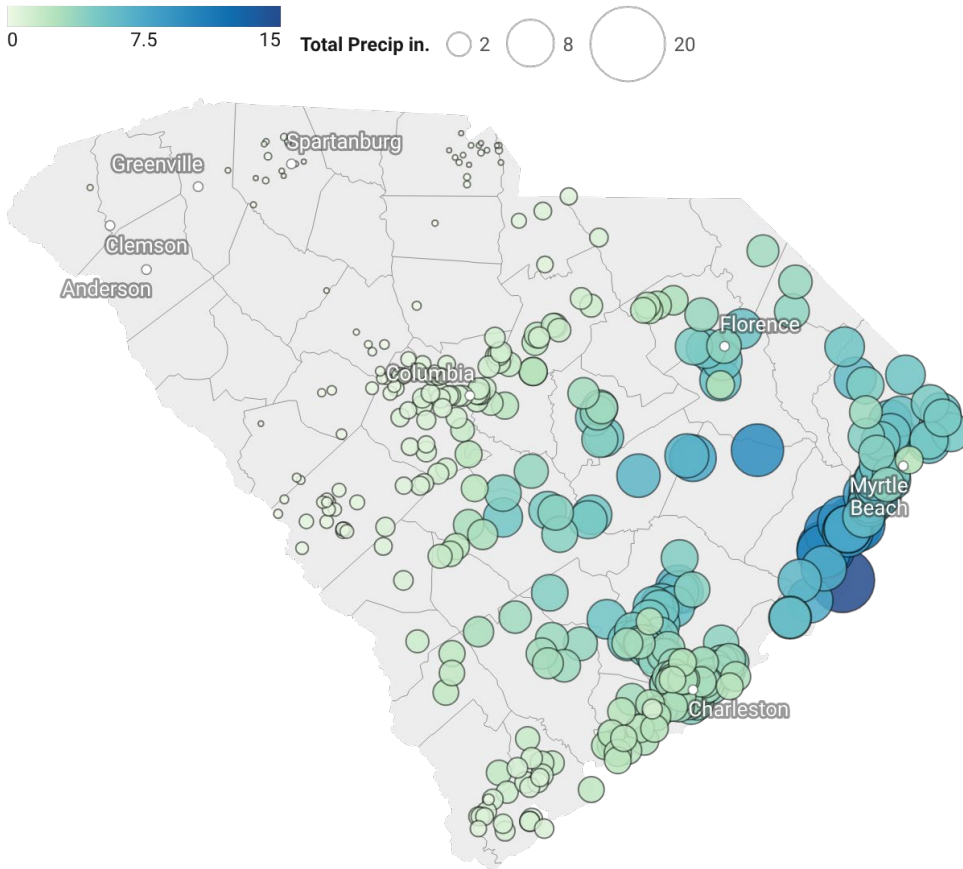 0 7.5 15
Total Precip in. 2 8 20
Spartanburg
Greenville
Clemson
Anderson
Florence
Columbia
Myrtle
Beach
Charleston